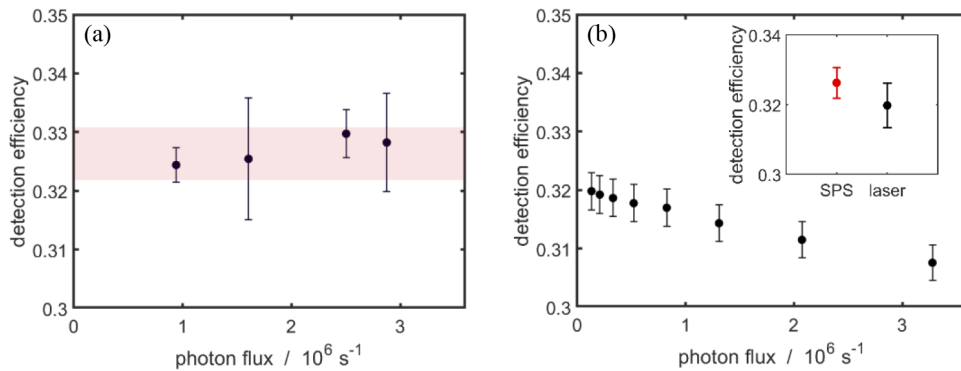 (a)
0.35
0.34
0.33
0.32
0.31
0.3
detection efficiency
0 1 2 3
photon flux / 10⁶ s⁻¹
(b)
0.35
0.34
0.33
0.32
0.31
0.3
detection efficiency
0 1 2 3
photon flux / 10⁶ s⁻¹
0.34
0.32
0.3
detection efficiency
SPS laser